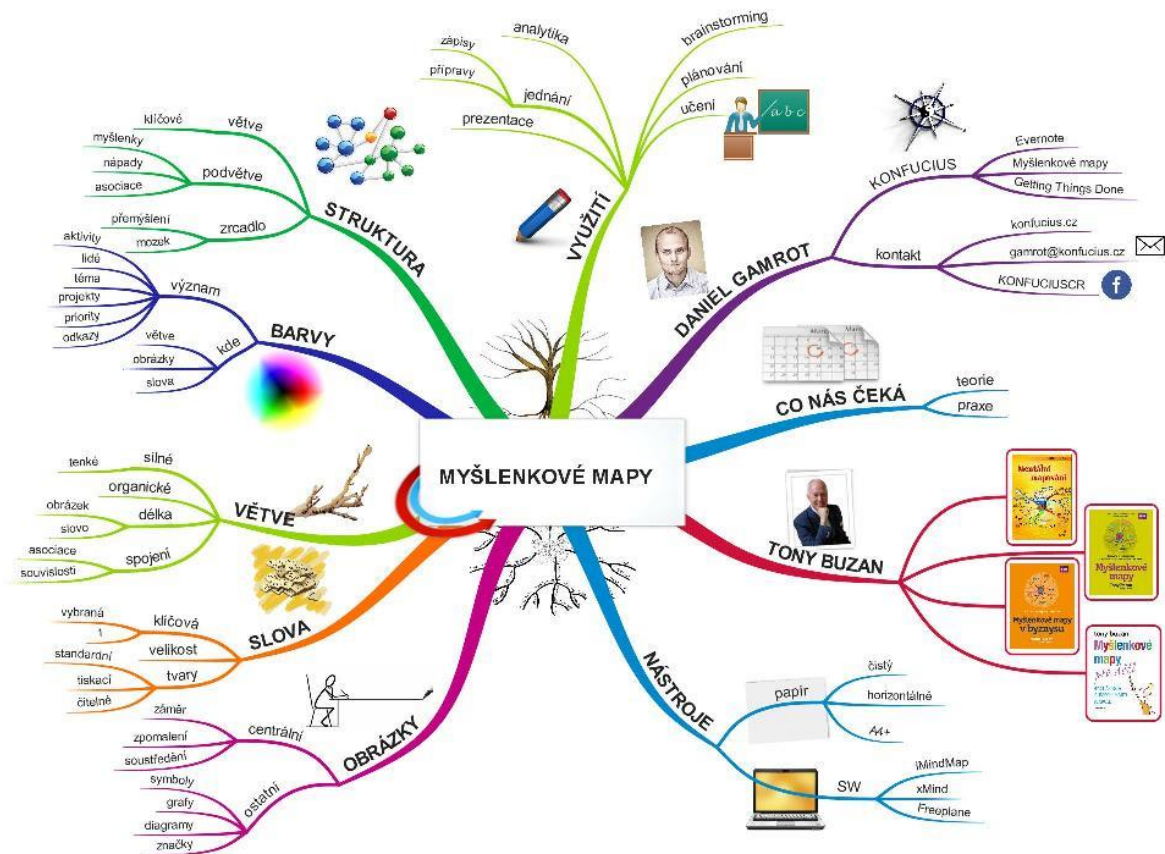 MYŠLENKOVÉ MAPY
STRUKTURA
větve
klíčové
podvětve
myšlenky
nápady
asociace
zrcadlo
přemýšlení
mozek
BARVY
význam
aktivity
lidé
téma
projekty
priority
odkazy
kde
větve
obrázky
slova
VĚTVE
silné
tenké
organické
délka
obrázek
slovo
spojení
asociace
souvislosti
SLOVA
klíčová
vybraná
1
velikost
tvary
standardní
tiskací
čitelné
OBRÁZKY
centrální
záměr
zpomalení
soustředění
ostatní
symboly
grafy
diagramy
značky
VYUŽITÍ
analytika
jednání
zápisy
přípravy
prezentace
brainstorming
plánování
učení
abc
DANIEL GAMROT
KONFUCIUS
Evernote
Myšlenkové mapy
Getting Things Done
kontakt
konfucius.cz
gamrot@konfucius.cz
KONFUCIUSCR
f
CO NÁS ČEKÁ
teorie
praxe
TONY BUZAN
Mentální
mapování
Myšlenkové
mapy
Myšlenkové mapy
v byznysu
tony buzan
Myšlenkové
mapy
pro děti
NÁSTROJE
papír
čistý
horizontálně
A4+
SW
iMindMap
xMind
Freeplane